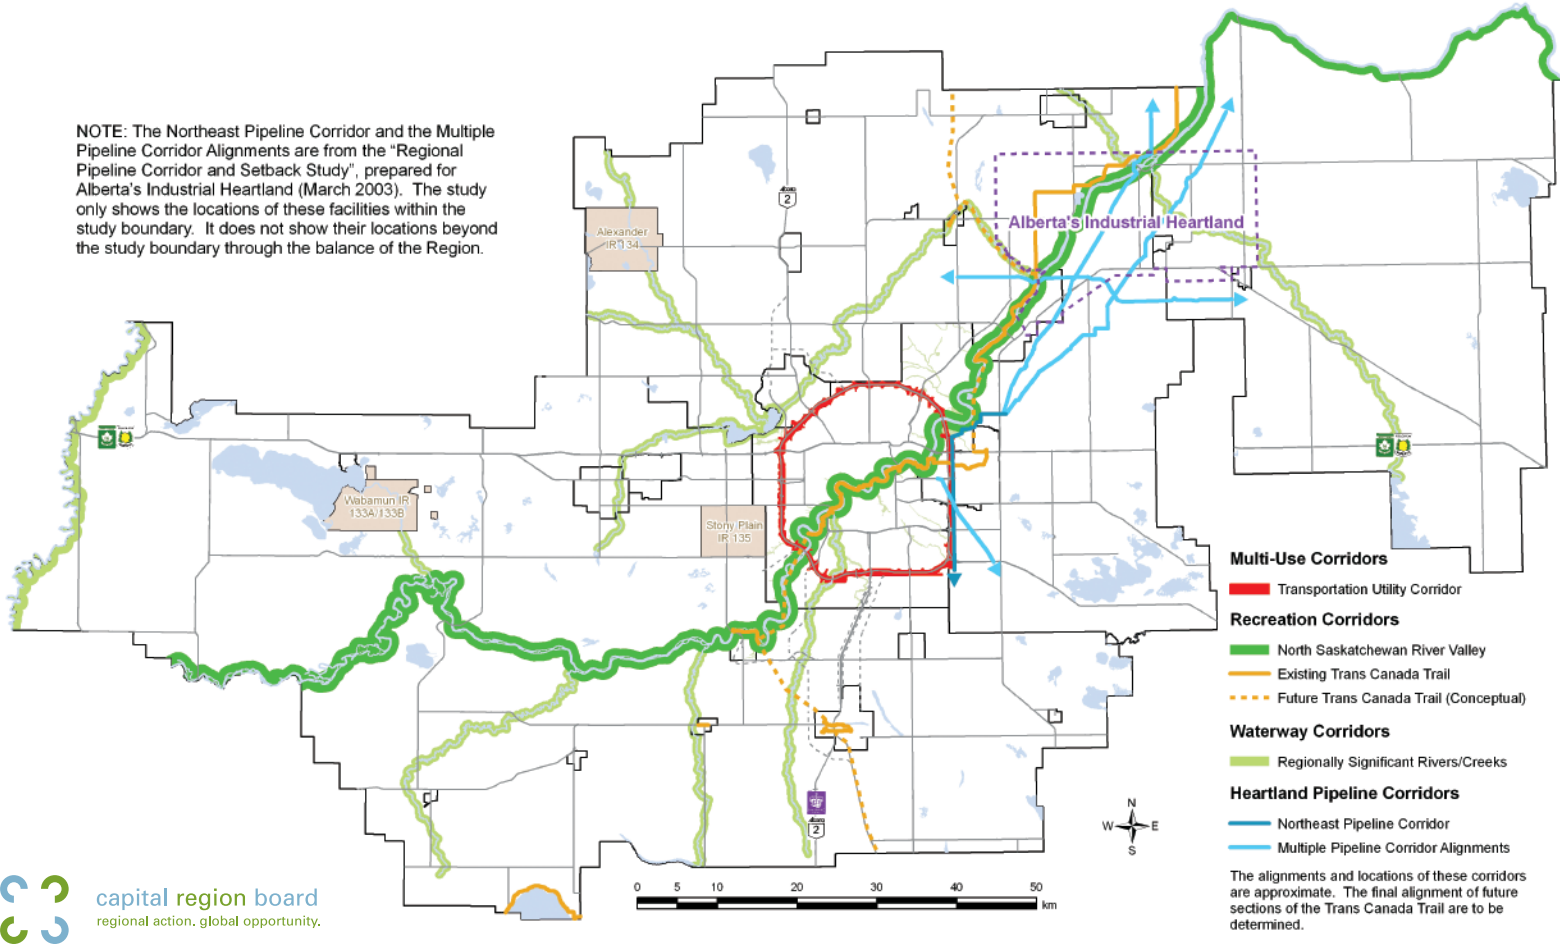 NOTE: The Northeast Pipeline Corridor and the Multiple
Pipeline Corridor Alignments are from the “Regional
Pipeline Corridor and Setback Study”, prepared for
Alberta's Industrial Heartland (March 2003). The study
only shows the locations of these facilities within the
study boundary. It does not show their locations beyond
the study boundary through the balance of the Region.
2
Alexander
IR 134
Alberta's Industrial Heartland
Wabamun IR
133A/133B
Stony Plain
IR 135
2
Multi-Use Corridors
Transportation Utility Corridor
Recreation Corridors
North Saskatchewan River Valley
Existing Trans Canada Trail
Future Trans Canada Trail (Conceptual)
Waterway Corridors
Regionally Significant Rivers/Creeks
Heartland Pipeline Corridors
Northeast Pipeline Corridor
Multiple Pipeline Corridor Alignments
The alignments and locations of these corridors
are approximate. The final alignment of future
sections of the Trans Canada Trail are to be
determined.
N
W E
S
0 5 10 20 30 40 50
km
capital region board
regional action. global opportunity.